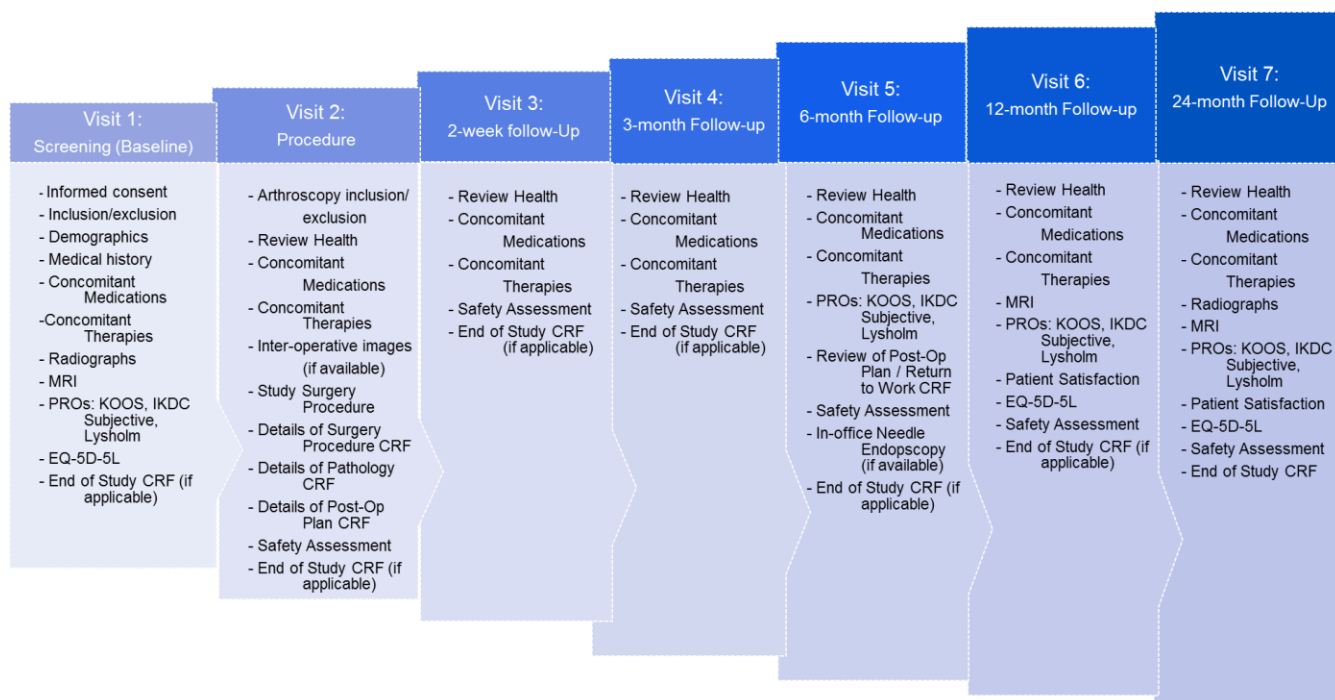 Visit 1:
Screening (Baseline)
- Informed consent
- Inclusion/exclusion
- Demographics
- Medical history
- Concomitant
Medications
-Concomitant
Therapies
- Radiographs
- MRI
- PROs: KOOS, IKDC
Subjective,
Lysholm
- EQ-5D-5L
- End of Study CRF (if
applicable)
Visit 2:
Procedure
- Arthroscopy inclusion/
exclusion
- Review Health
- Concomitant
Medications
- Concomitant
Therapies
- Inter-operative images
(if available)
- Study Surgery
Procedure
- Details of Surgery
Procedure CRF
- Details of Pathology
CRF
- Details of Post-Op
Plan CRF
- Safety Assessment
- End of Study CRF (if
applicable)
Visit 3:
2-week follow-Up
- Review Health
- Concomitant
Medications
- Concomitant
Therapies
- Safety Assessment
- End of Study CRF
(if applicable)
Visit 4:
3-month Follow-up
- Review Health
- Concomitant
Medications
- Concomitant
Therapies
- Safety Assessment
- End of Study CRF
(if applicable)
Visit 5:
6-month Follow-up
- Review Health
- Concomitant
Medications
- Concomitant
Therapies
- PROs: KOOS, IKDC
Subjective,
Lysholm
- Review of Post-Op
Plan / Return
to Work CRF
- Safety Assessment
- In-office Needle
Endopscopy
(if available)
- End of Study CRF (if
applicable)
Visit 6:
12-month Follow-up
- Review Health
- Concomitant
Medications
- Concomitant
Therapies
- MRI
- PROs: KOOS, IKDC
Subjective,
Lysholm
- Patient Satisfaction
- EQ-5D-5L
- Safety Assessment
- End of Study CRF (if
applicable)
Visit 7:
24-month Follow-Up
- Review Health
- Concomitant
Medications
- Concomitant
Therapies
- Radiographs
- MRI
- PROs: KOOS, IKDC
Subjective,
Lysholm
- Patient Satisfaction
- EQ-5D-5L
- Safety Assessment
- End of Study CRF